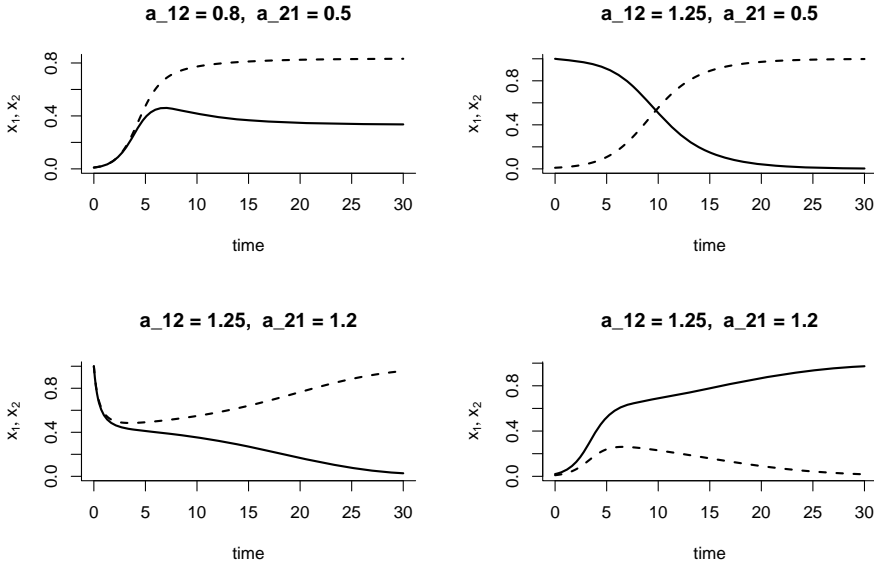 a_12 = 0.8, a_21 = 0.5
x1, x2
0.0 0.4 0.8
0 5 10 15 20 25 30
time
a_12 = 1.25, a_21 = 0.5
x1, x2
0.0 0.4 0.8
0 5 10 15 20 25 30
time
a_12 = 1.25, a_21 = 1.2
x1, x2
0.0 0.4 0.8
0 5 10 15 20 25 30
time
a_12 = 1.25, a_21 = 1.2
x1, x2
0.0 0.4 0.8
0 5 10 15 20 25 30
time